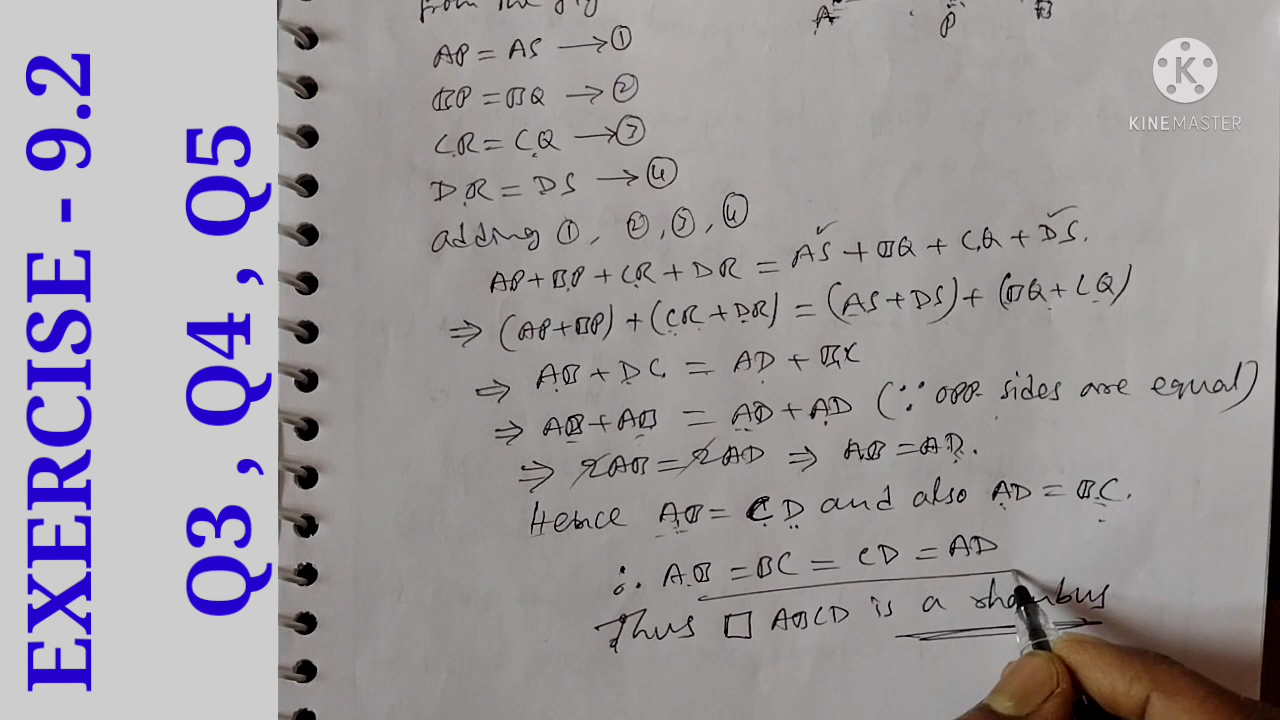 EXERCISE - 9.2
Q3 , Q4 , Q5
from the fig
A P B
KINEMASTER
AP = AS → ①
BP = BQ → ②
CR = CQ → ③
DR = DS → ④
adding ①, ②, ③, ④
AP + BP + CR + DR = AS + BQ + CQ + DS.
⇒ (AP+BP) + (CR+DR) = (AS+DS) + (BQ+CQ)
⇒ AB + DC = AD + BC
⇒ AB + AB = AD + AD (∵ opp sides are equal)
⇒ 2AB = 2AD ⇒ AB = AD.
Hence AB = CD and also AD = BC.
∴ AB = BC = CD = AD
Thus □ ABCD is a rhombus